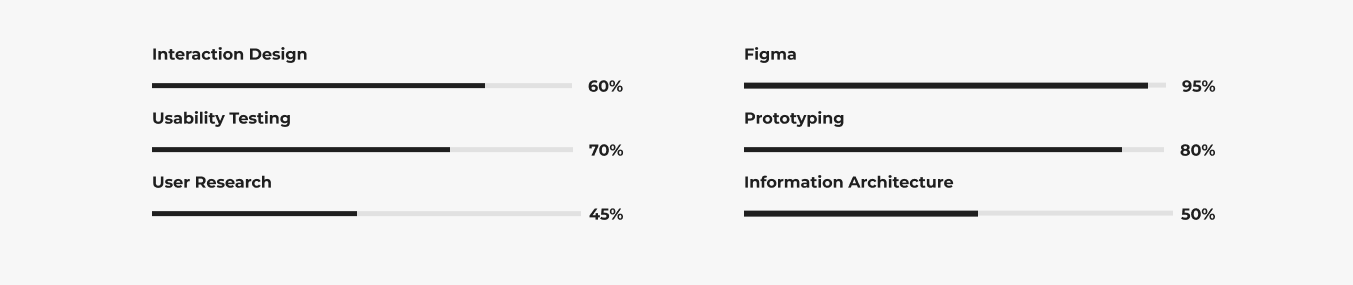 Interaction Design
60%
Usability Testing
70%
User Research
45%
Figma
95%
Prototyping
80%
Information Architecture
50%